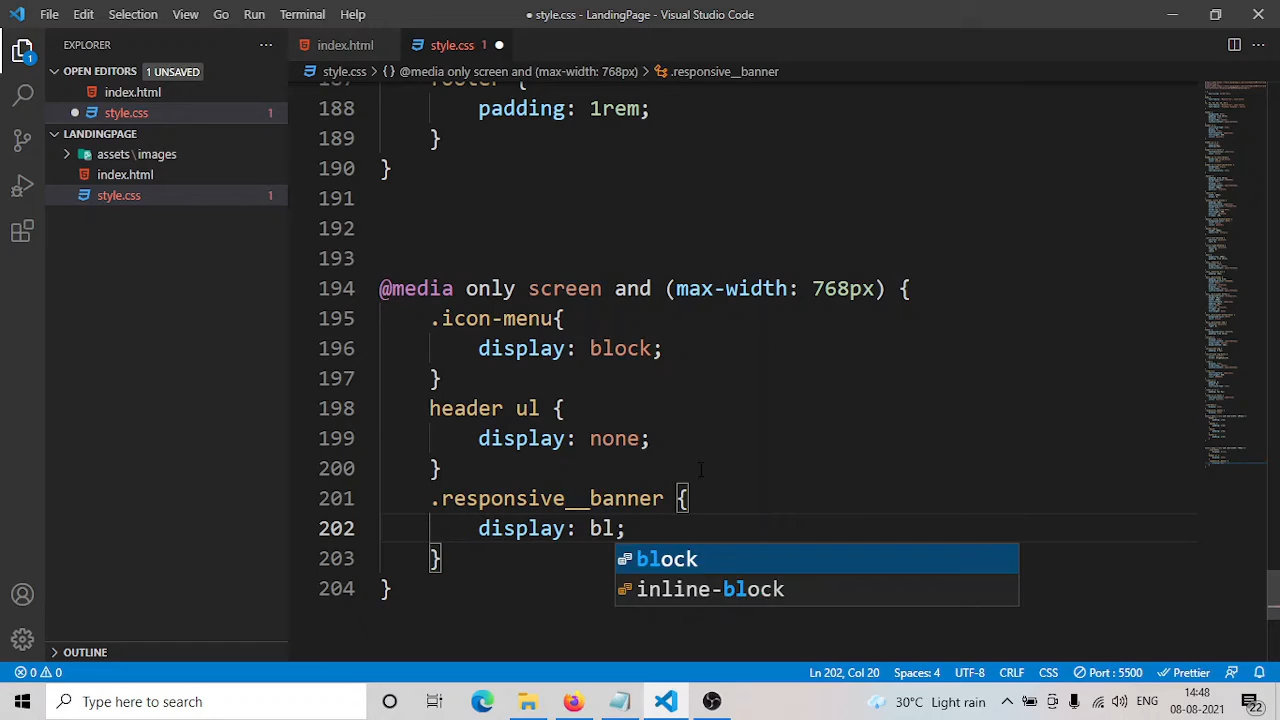 File Edit Selection View Go Run Terminal Help
● style.css - LandingPage - Visual Studio Code
EXPLORER
index.html
style.css 1
OPEN EDITORS 1 UNSAVED
style.css > {} @media only screen and (max-width: 768px) > .responsive__banner
index.html
style.css 1
LANDINGPAGE
assets \ images
index.html
style.css 1
187 footer {
188 padding: 1rem;
189 }
190 }
191
192
193
194 @media only screen and (max-width: 768px) {
195 .icon-menu{
196 display: block;
197 }
198 header ul {
199 display: none;
200 }
201 .responsive__banner {
202 display: bl;
203 }
204 }
block
inline-block
OUTLINE
0 0
Ln 202, Col 20 Spaces: 4 UTF-8 CRLF CSS Port : 5500 Prettier
Type here to search
30°C Light rain
ENG
14:48
08-08-2021
22